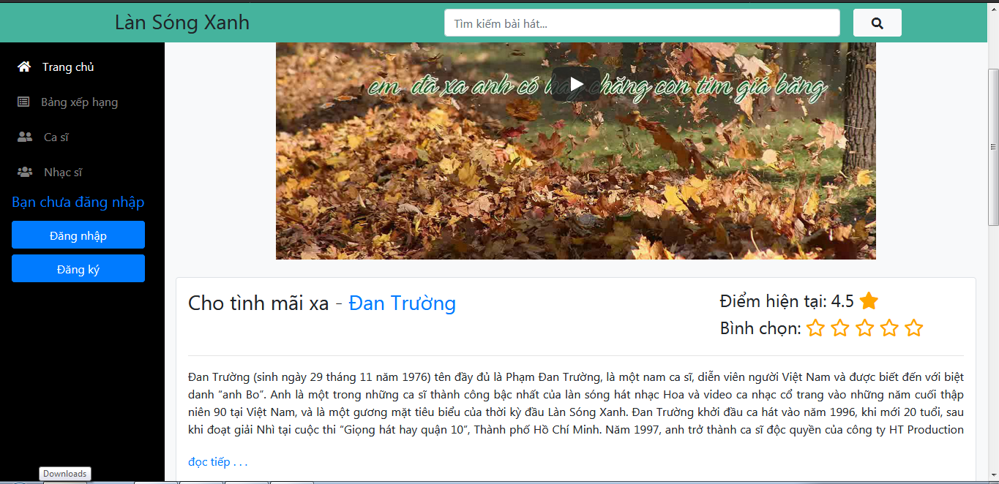 Làn Sóng Xanh
Tìm kiếm bài hát...
Trang chủ
Bảng xếp hạng
Ca sĩ
Nhạc sĩ
Bạn chưa đăng nhập
Đăng nhập
Đăng ký
em đã xa anh có hay chăng con tim giá băng
Cho tình mãi xa - Đan Trường
Điểm hiện tại: 4.5
Bình chọn:
Đan Trường (sinh ngày 29 tháng 11 năm 1976) tên đầy đủ là Phạm Đan Trường, là một nam ca sĩ, diễn viên người Việt Nam và được biết đến với biệt
danh “anh Bo”. Anh là một trong những ca sĩ thành công bậc nhất của làn sóng hát nhạc Hoa và video ca nhạc cổ trang vào những năm cuối thập
niên 90 tại Việt Nam, và là một gương mặt tiêu biểu của thời kỳ đầu Làn Sóng Xanh. Đan Trường khởi đầu ca hát vào năm 1996, khi mới 20 tuổi, sau
khi đoạt giải Nhì tại cuộc thi “Giọng hát hay quận 10”, Thành phố Hồ Chí Minh. Năm 1997, anh trở thành ca sĩ độc quyền của công ty HT Production
đọc tiếp . . .
Downloads